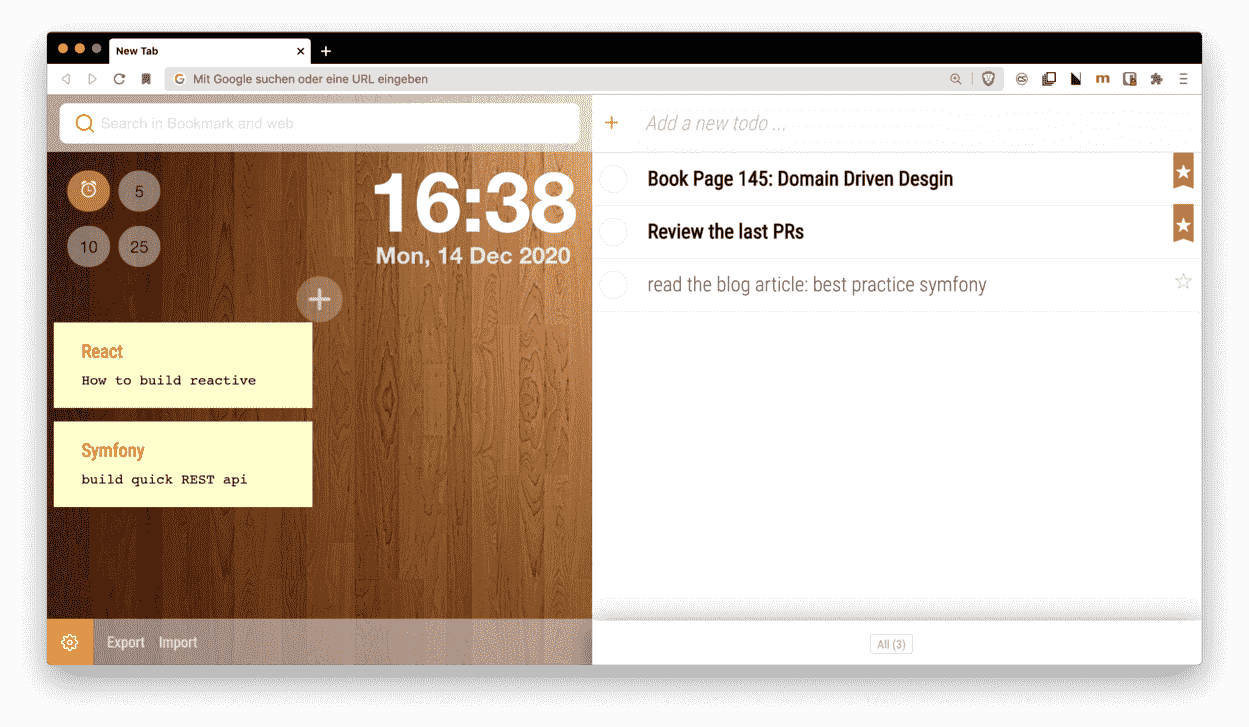 New Tab
Mit Google suchen oder eine URL eingeben
Search in Bookmark and web
5
10
25
16:38
Mon, 14 Dec 2020
React
How to build reactive
Symfony
build quick REST api
Export Import
Add a new todo ...
Book Page 145: Domain Driven Desgin
Review the last PRs
read the blog article: best practice symfony
All (3)